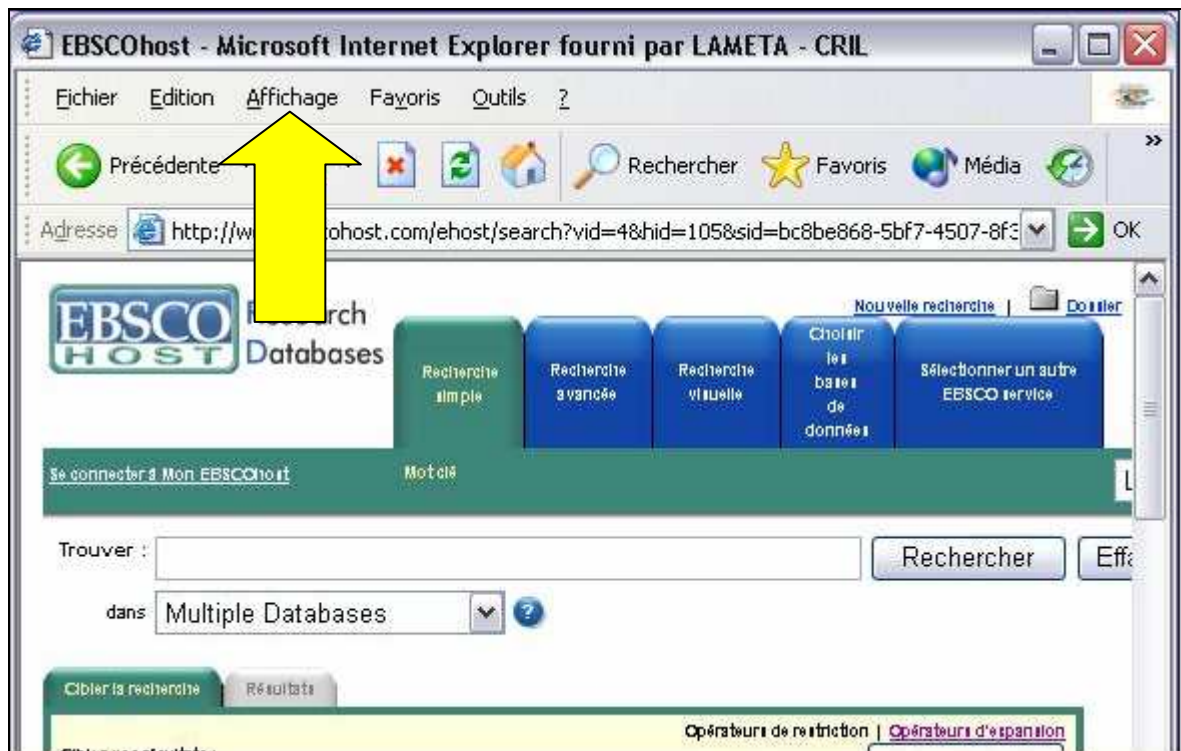 EBSCOhost - Microsoft Internet Explorer fourni par LAMETA - CRIL
Fichier Edition Affichage Favoris Outils ?
Précédente Rechercher Favoris Média »
Adresse http://w ohost.com/ehost/search?vid=4&hid=105&sid=bc8be868-5bf7-4507-8f3 OK
Nouvelle recherche | Dossier
EBSCO
HOST
Databases
Recherche
simple
Recherche
avancée
Recherche
visuelle
Choisir
les
bases
de
données
Sélectionner un autre
EBSCO service
Se connecter à Mon EBSCOhost Mot clé
Trouver : Rechercher
dans Multiple Databases ?
Cibler la recherche Résultats
Opérateurs de restriction | Opérateurs d'expansion